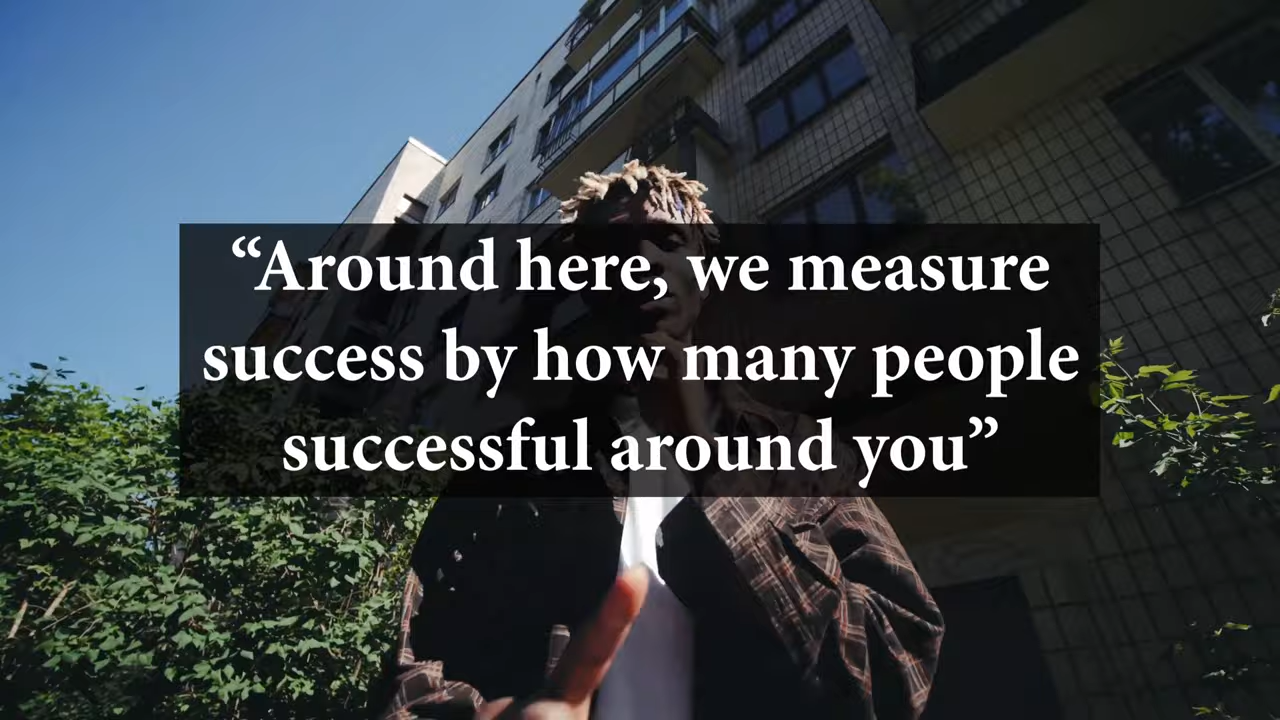 “Around here, we measure
success by how many people
successful around you”